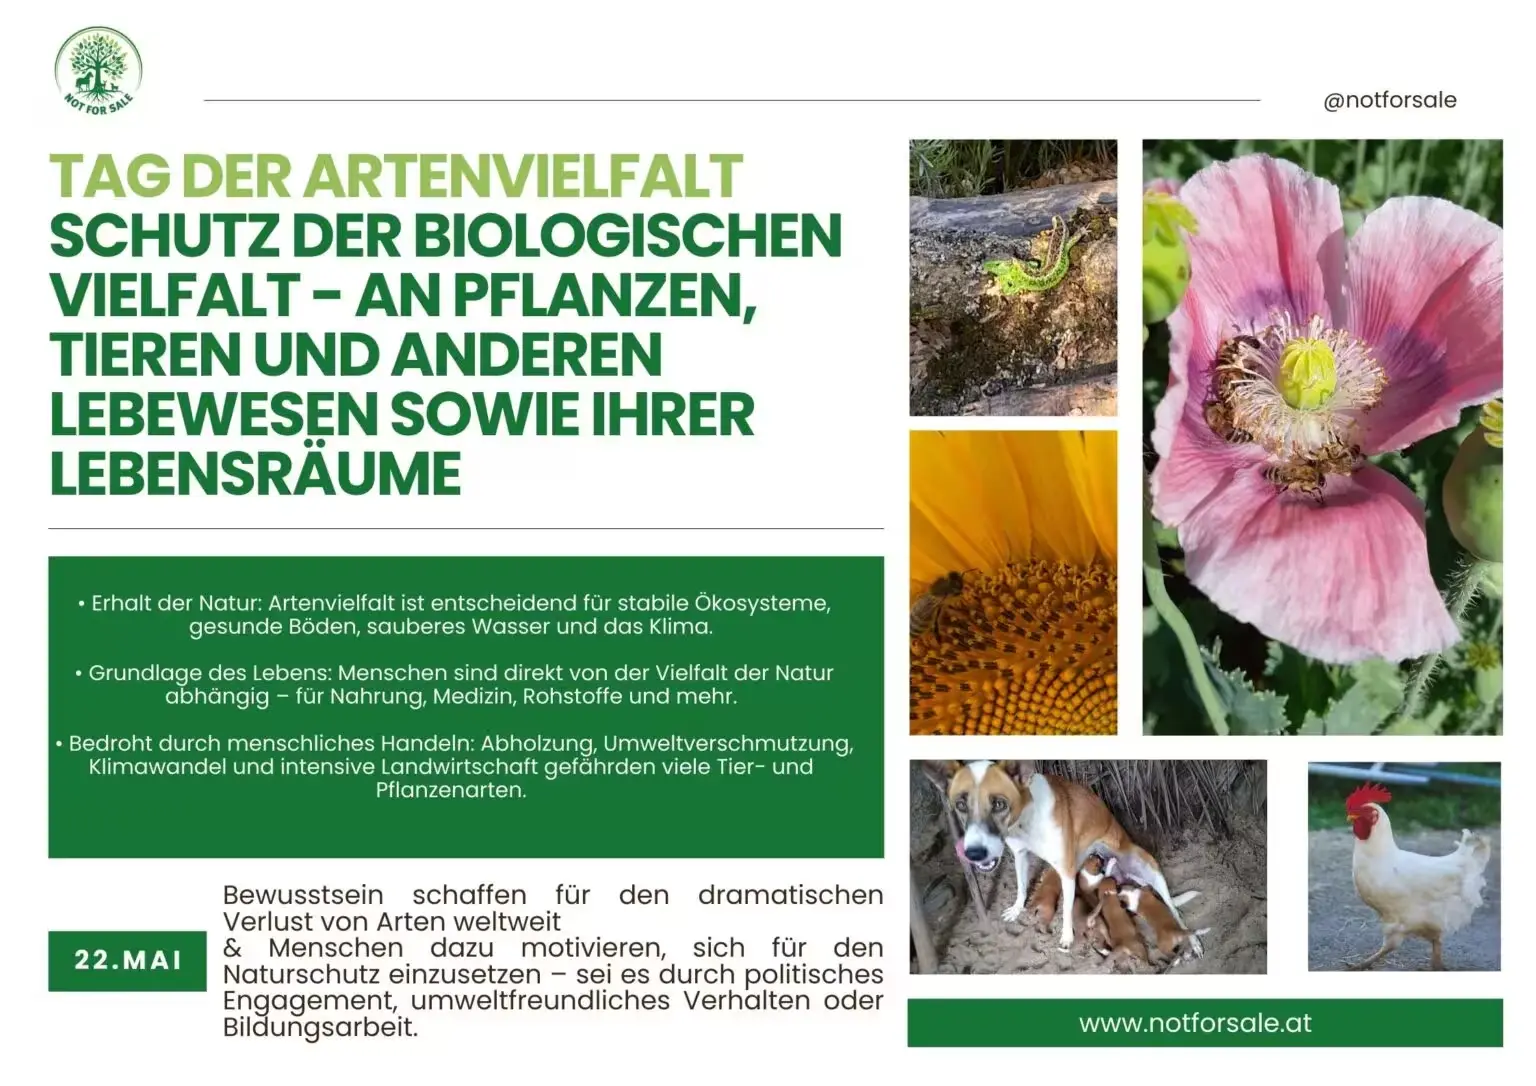 NOT FOR SALE
@notforsale
TAG DER ARTENVIELFALT
SCHUTZ DER BIOLOGISCHEN
VIELFALT - AN PFLANZEN,
TIEREN UND ANDEREN
LEBEWESEN SOWIE IHRER
LEBENSRÄUME
• Erhalt der Natur: Artenvielfalt ist entscheidend für stabile Ökosysteme,
gesunde Böden, sauberes Wasser und das Klima.
• Grundlage des Lebens: Menschen sind direkt von der Vielfalt der Natur
abhängig – für Nahrung, Medizin, Rohstoffe und mehr.
• Bedroht durch menschliches Handeln: Abholzung, Umweltverschmutzung,
Klimawandel und intensive Landwirtschaft gefährden viele Tier- und
Pflanzenarten.
22.MAI
Bewusstsein schaffen für den dramatischen
Verlust von Arten weltweit
& Menschen dazu motivieren, sich für den
Naturschutz einzusetzen – sei es durch politisches
Engagement, umweltfreundliches Verhalten oder
Bildungsarbeit.
www.notforsale.at